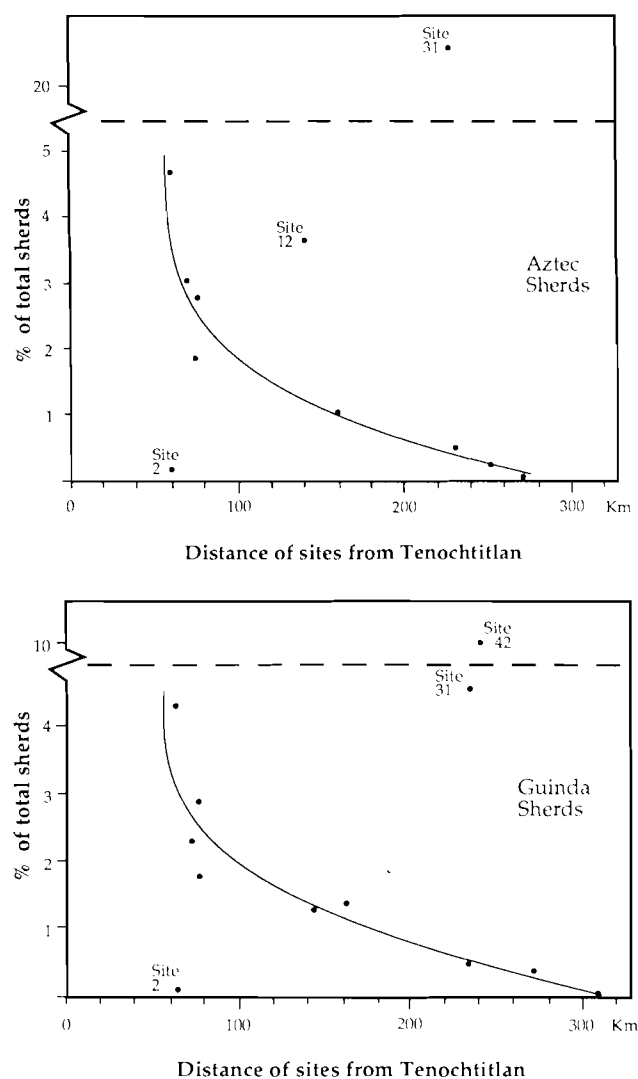 Site
31
20
5
4
3
2
1
% of total sherds
Site
12
Aztec
Sherds
Site
2
0
100
200
300
Km
Distance of sites from Tenochtitlan
Site
42
10
Site
31
4
3
2
1
% of total sherds
Guinda
Sherds
Site
2
0
100
200
300
Km
Distance of sites from Tenochtitlan